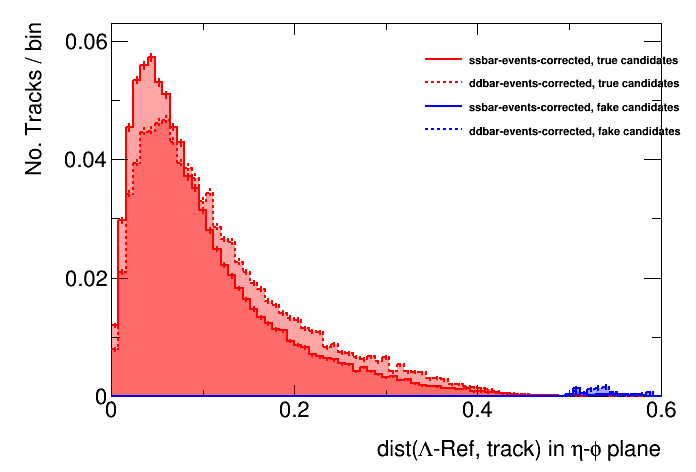 No. Tracks / bin
0.06
0.04
0.02
0
0 0.2 0.4 0.6
ssbar-events-corrected, true candidates
ddbar-events-corrected, true candidates
ssbar-events-corrected, fake candidates
ddbar-events-corrected, fake candidates
dist(Λ-Ref, track) in η-ϕ plane